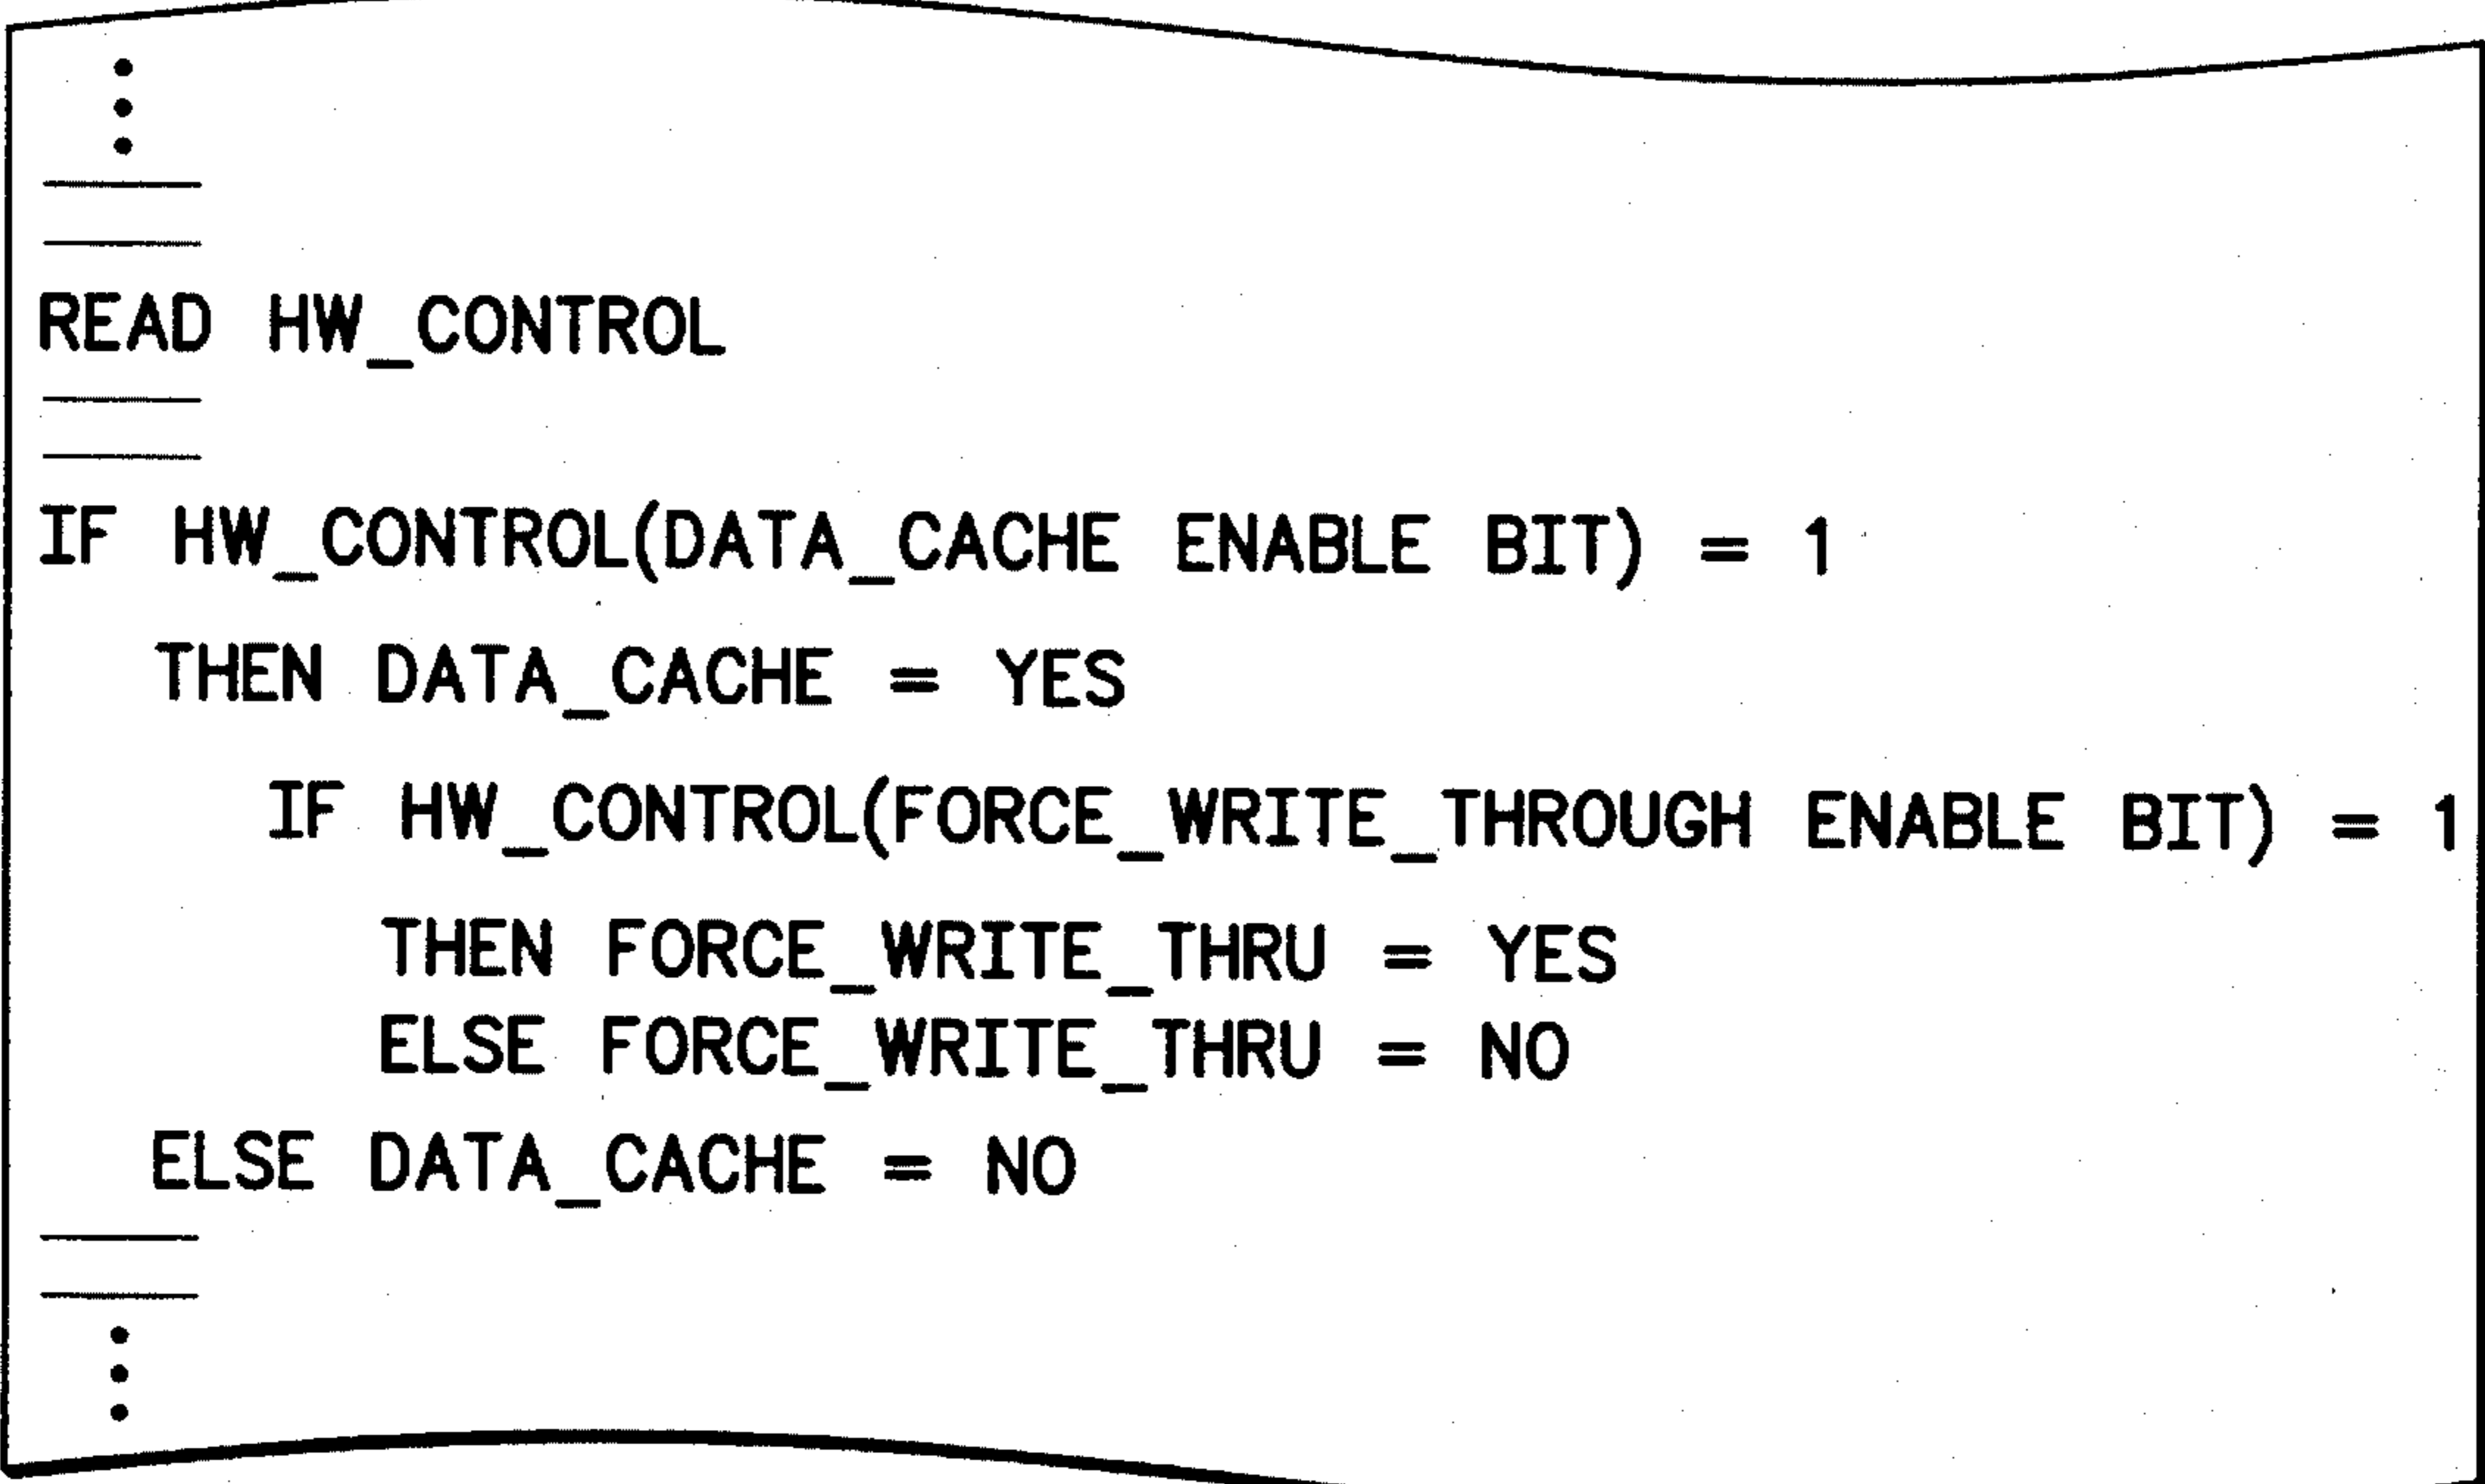 READ HW_CONTROL
IF HW_CONTROL(DATA_CACHE ENABLE BIT) = 1
THEN DATA_CACHE = YES
IF HW_CONTROL(FORCE_WRITE_THROUGH ENABLE BIT) = 1
THEN FORCE_WRITE_THRU = YES
ELSE FORCE_WRITE_THRU = NO
ELSE DATA_CACHE = NO